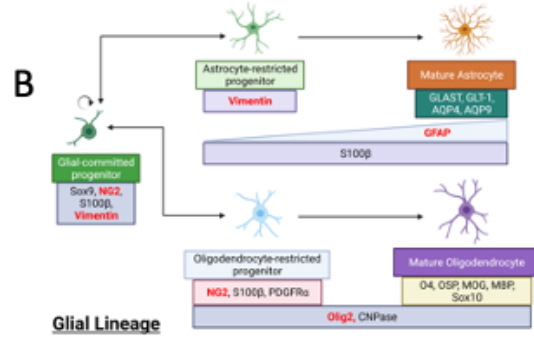 B
Astrocyte-restricted
progenitor
Vimentin
Mature Astrocyte
GLAST, GLT-1,
AQP4, AQP9
GFAP
S100β
Glial-committed
progenitor
Sox9, NG2,
S100β,
Vimentin
Oligodendrocyte-restricted
progenitor
NG2, S100β, PDGFRα
Mature Oligodendrocyte
O4, OSP, MOG, MBP,
Sox10
Olig2, CNPase
Glial Lineage